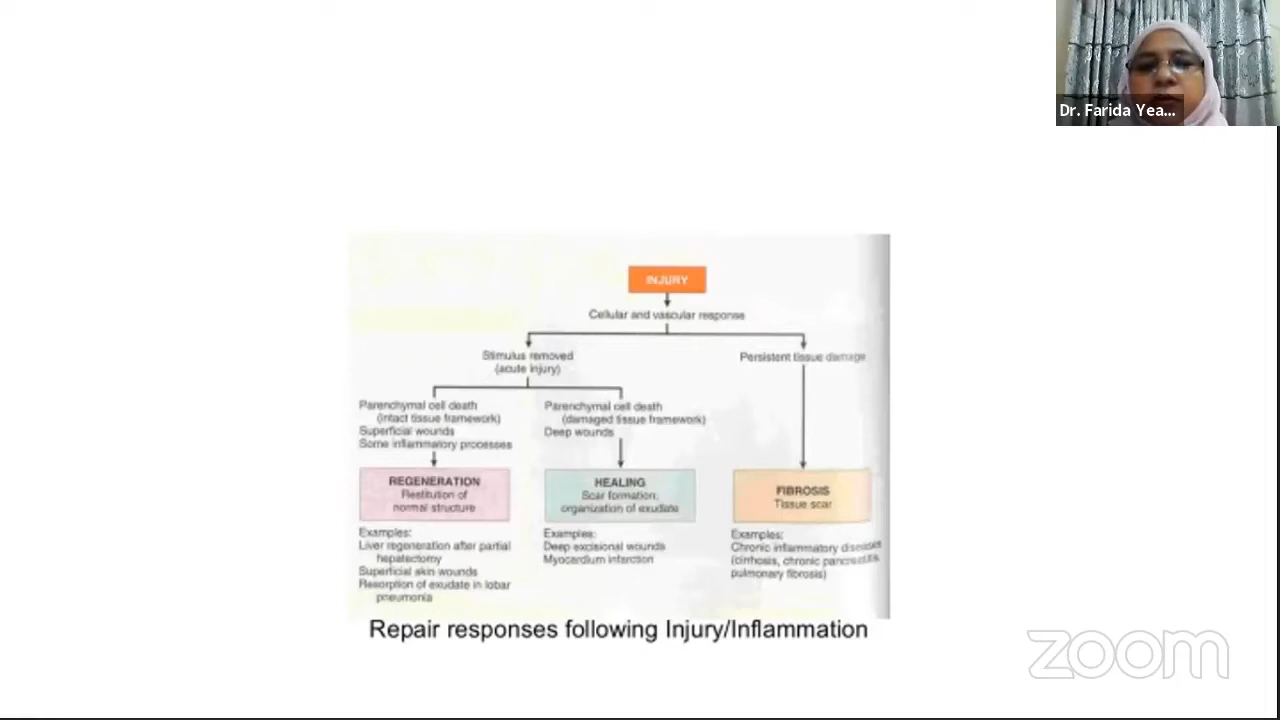 Dr. Farida Yea...
INJURY
Cellular and vascular response
Stimulus removed
(acute injury)
Persistent tissue damage
Parenchymal cell death
(intact tissue framework)
Superficial wounds
Some inflammatory processes
Parenchymal cell death
(damaged tissue framework)
Deep wounds
REGENERATION
Restitution of
normal structure
HEALING
Scar formation;
organization of exudate
FIBROSIS
Tissue scar
Examples:
Liver regeneration after partial
hepatectomy
Superficial skin wounds
Resorption of exudate in lobar
pneumonia
Examples:
Deep excisional wounds
Myocardium infarction
Examples:
Chronic inflammatory diseases
(cirrhosis, chronic pancreatitis,
pulmonary fibrosis)
Repair responses following Injury/Inflammation
zoom